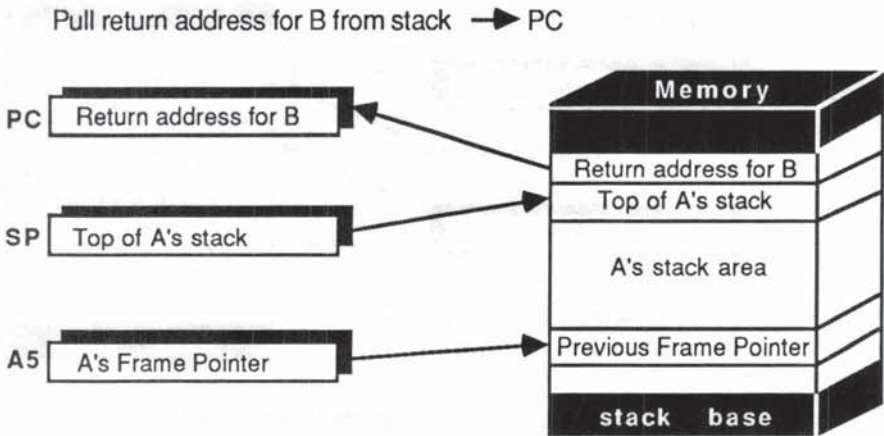 Pull return address for B from stack → PC
Memory
PC Return address for B
Return address for B
SP Top of A's stack
Top of A's stack
A's stack area
A5 A's Frame Pointer
Previous Frame Pointer
stack base